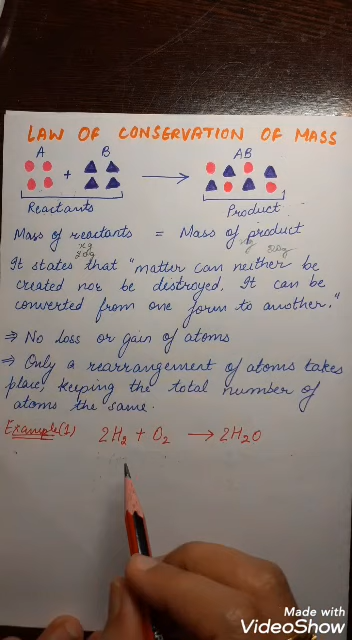 LAW OF CONSERVATION OF MASS
A B AB
+
Reactants Product
Mass of reactants = Mass of product
xg xg
It states that "matter can neither be
created nor be destroyed. It can be
converted from one form to another."
⇒ No Loss or gain of atoms
⇒ Only a rearrangement of atoms takes
place, keeping the total number of
atoms the same.
Example(1) 2H₂ + O₂ → 2H₂O
Made with
VideoShow